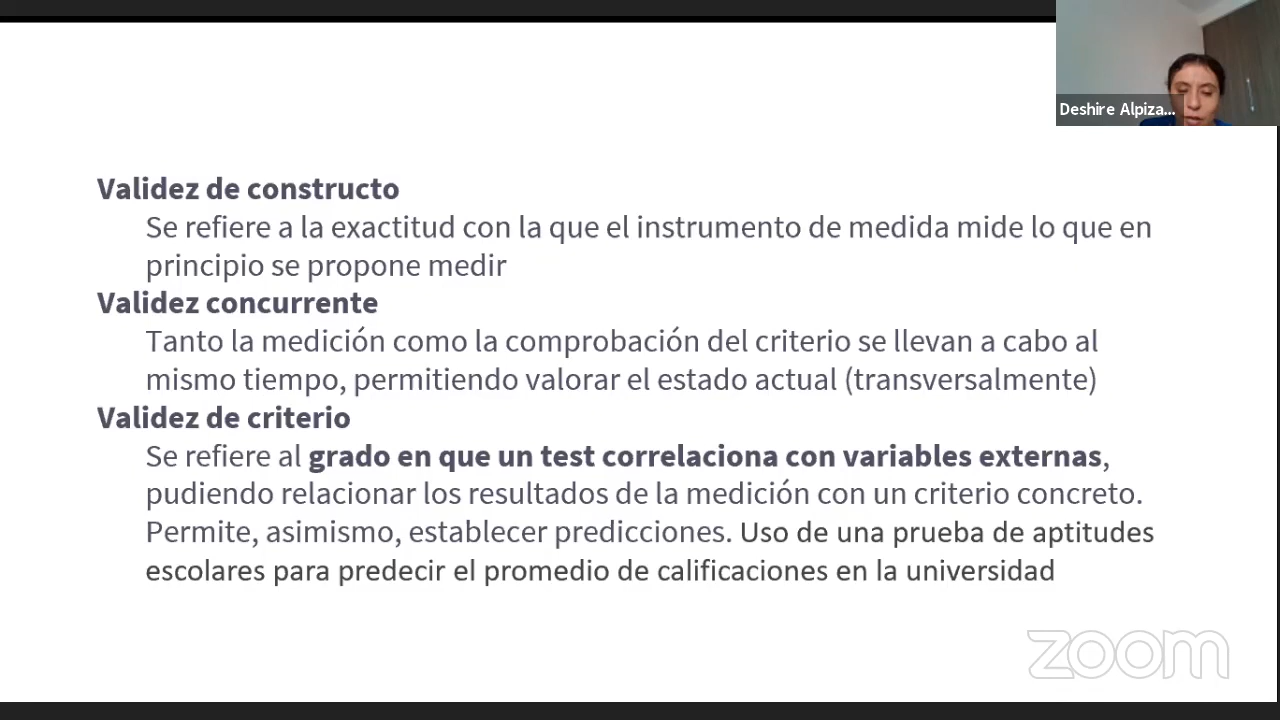 Deshire Alpiza...
Validez de constructo
Se refiere a la exactitud con la que el instrumento de medida mide lo que en
principio se propone medir
Validez concurrente
Tanto la medición como la comprobación del criterio se llevan a cabo al
mismo tiempo, permitiendo valorar el estado actual (transversalmente)
Validez de criterio
Se refiere al grado en que un test correlaciona con variables externas,
pudiendo relacionar los resultados de la medición con un criterio concreto.
Permite, asimismo, establecer predicciones. Uso de una prueba de aptitudes
escolares para predecir el promedio de calificaciones en la universidad
zoom